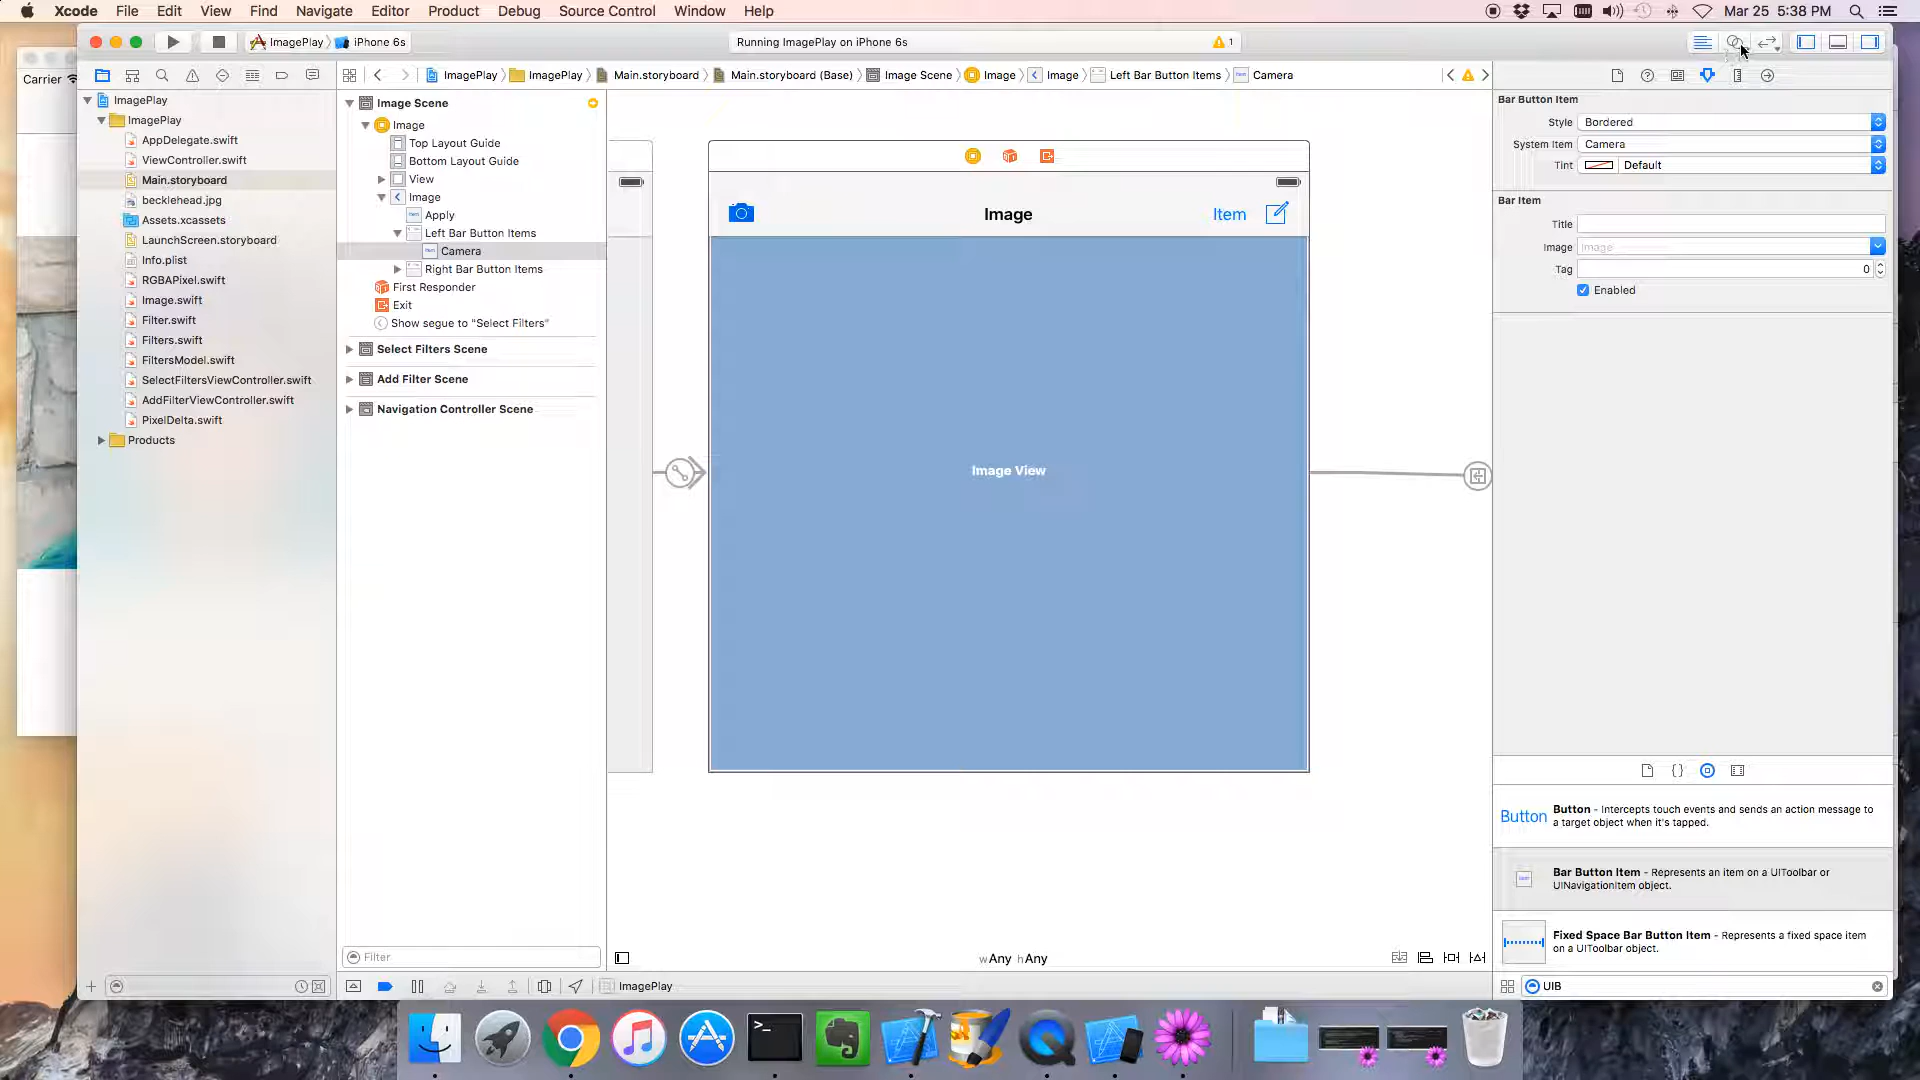 Xcode File Edit View Find Navigate Editor Product Debug Source Control Window Help
Mar 25 5:38 PM
ImagePlay iPhone 6s
Running ImagePlay on iPhone 6s
1
Carrier
ImagePlay ImagePlay Main.storyboard Main.storyboard (Base) Image Scene Image Image Left Bar Button Items Camera
ImagePlay
ImagePlay
AppDelegate.swift
ViewController.swift
Main.storyboard
becklehead.jpg
Assets.xcassets
LaunchScreen.storyboard
Info.plist
RGBAPixel.swift
Image.swift
Filter.swift
Filters.swift
FiltersModel.swift
SelectFiltersViewController.swift
AddFilterViewController.swift
PixelDelta.swift
Products
Image Scene
Image
Top Layout Guide
Bottom Layout Guide
View
Image
Apply
Left Bar Button Items
Camera
Right Bar Button Items
First Responder
Exit
Show segue to "Select Filters"
Select Filters Scene
Add Filter Scene
Navigation Controller Scene
Filter
Image
Item
Image View
wAny hAny
ImagePlay
Bar Button Item
Style Bordered
System Item Camera
Tint Default
Bar Item
Title
Image Image
Tag 0
Enabled
Button
Button - Intercepts touch events and sends an action message to
a target object when it's tapped.
Bar Button Item - Represents an item on a UIToolbar or
UINavigationItem object.
Fixed Space Bar Button Item - Represents a fixed space item
on a UIToolbar object.
UIB